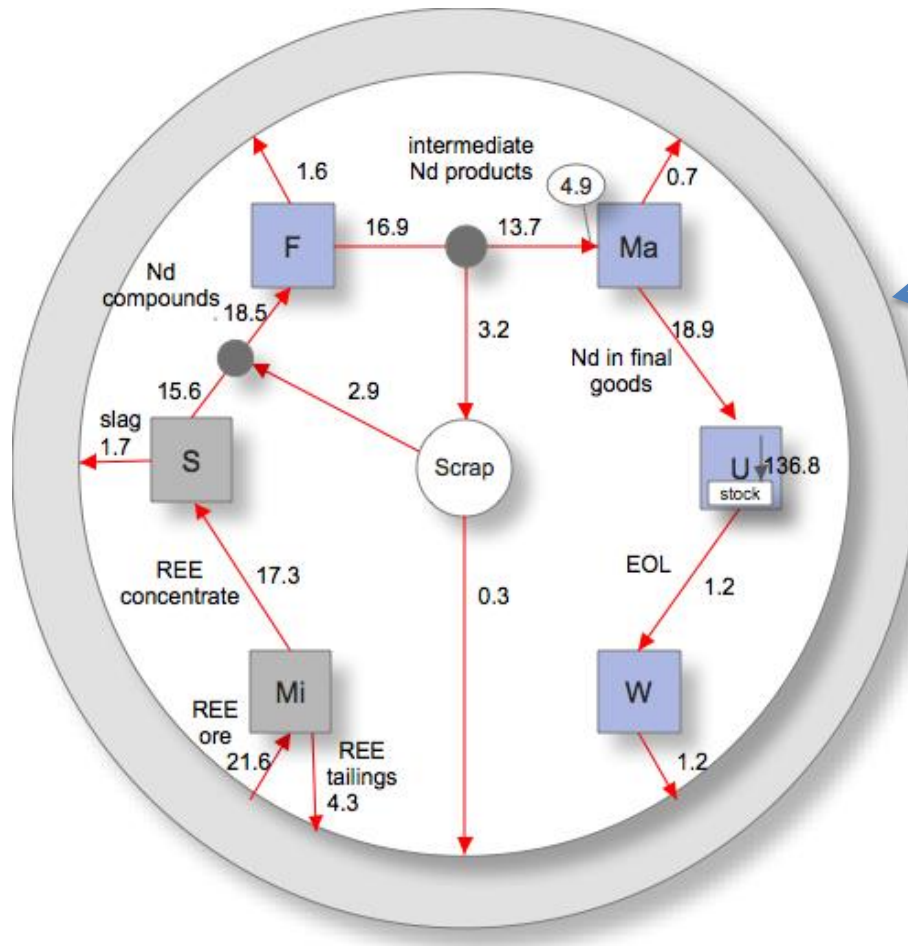 intermediate
Nd products
1.6
4.9
0.7
F
16.9
13.7
Ma
Nd
compounds
18.5
3.2
18.9
Nd in final
goods
15.6
2.9
slag
1.7
S
Scrap
U
136.8
stock
REE
concentrate
17.3
0.3
EOL
1.2
Mi
W
REE
ore
21.6
REE
tailings
4.3
1.2